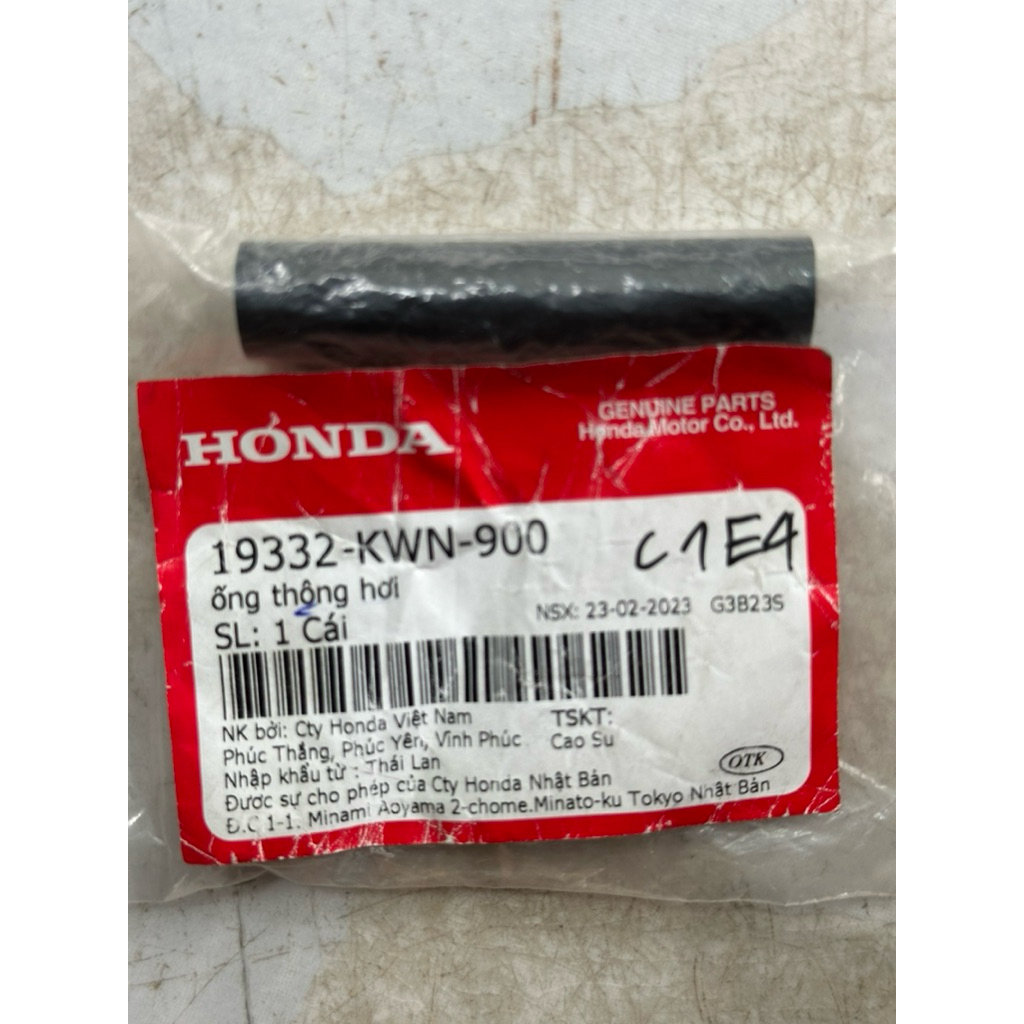 HONDA
GENUINE PARTS
Honda Motor Co., Ltd.
19332-KWN-900
C1E4
ống thông hơi
NSX: 23-02-2023 G3B23S
SL: 1 Cái
NK bởi: Cty Honda Việt Nam
TSKT:
Phúc Thắng, Phúc Yên, Vĩnh Phúc
Cao Su
Nhập khẩu từ : Thái Lan
OTK
Được sự cho phép của Cty Honda Nhật Bản
Đ.C 1-1. Minami Aoyama 2-chome.Minato-ku Tokyo Nhật Bản